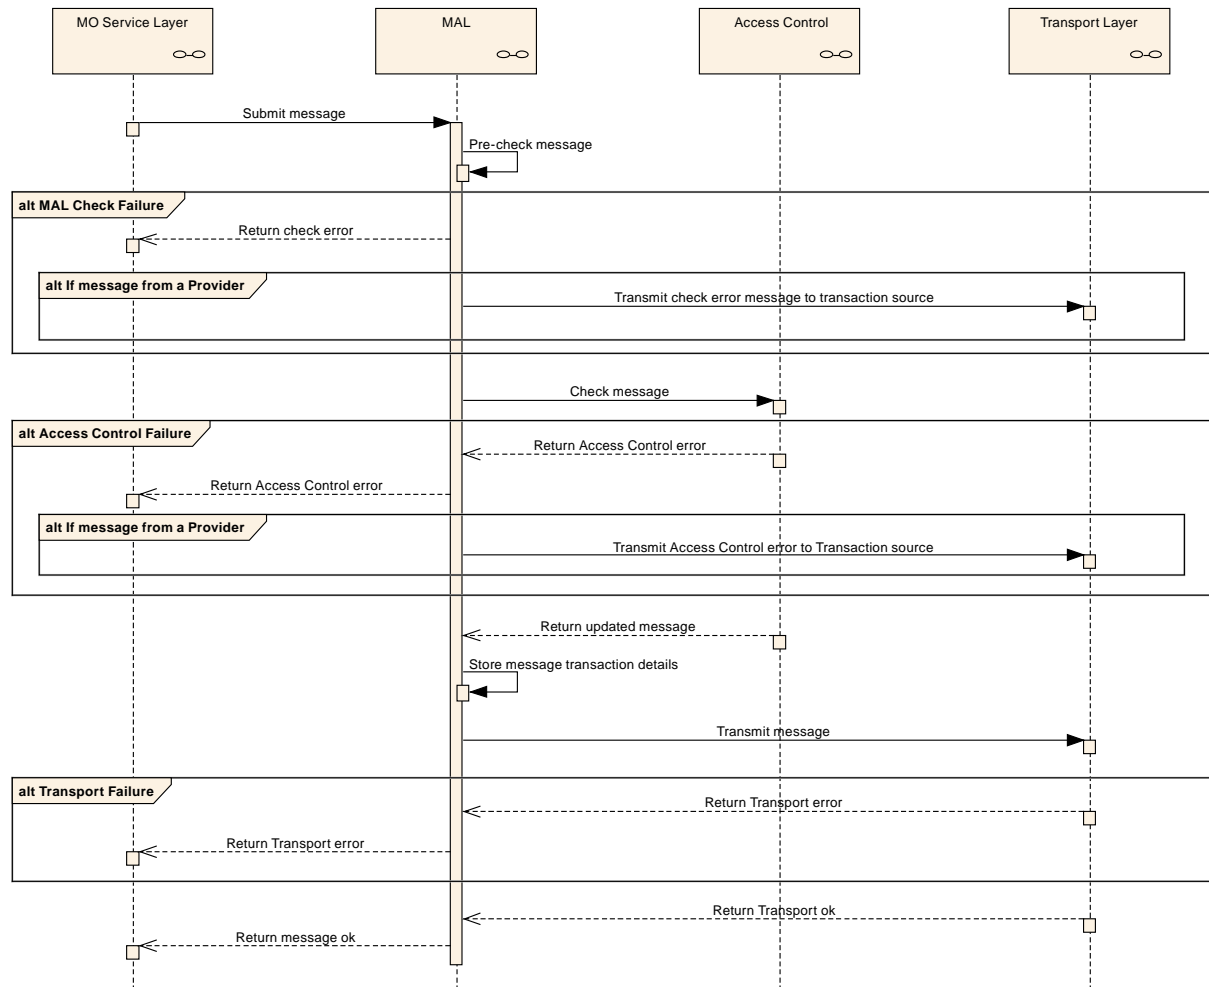 MO Service Layer
MAL
Access Control
Transport Layer
Submit message
Pre-check message
alt MAL Check Failure
Return check error
alt If message from a Provider
Transmit check error message to transaction source
Check message
alt Access Control Failure
Return Access Control error
Return Access Control error
alt If message from a Provider
Transmit Access Control error to Transaction source
Return updated message
Store message transaction details
Transmit message
alt Transport Failure
Return Transport error
Return Transport error
Return Transport ok
Return message ok